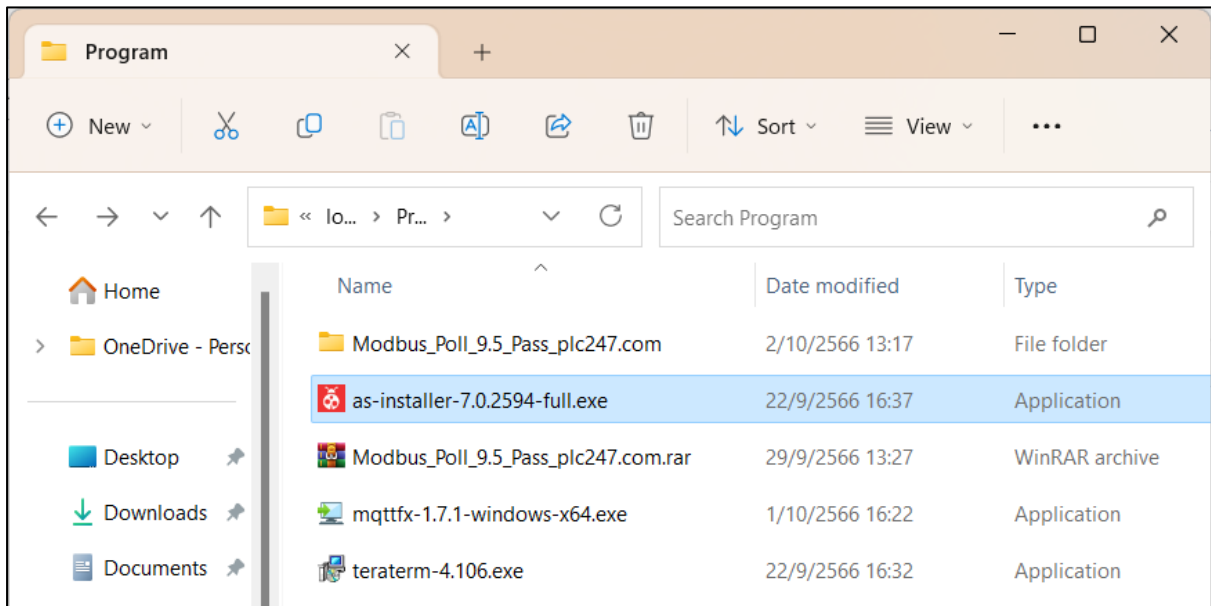 Program
New Sort View
« Io... > Pr... > Search Program
Home
OneDrive - Perso
Desktop
Downloads
Documents
Name Date modified Type
Modbus_Poll_9.5_Pass_plc247.com 2/10/2566 13:17 File folder
as-installer-7.0.2594-full.exe 22/9/2566 16:37 Application
Modbus_Poll_9.5_Pass_plc247.com.rar 29/9/2566 13:27 WinRAR archive
mqttfx-1.7.1-windows-x64.exe 1/10/2566 16:22 Application
teraterm-4.106.exe 22/9/2566 16:32 Application